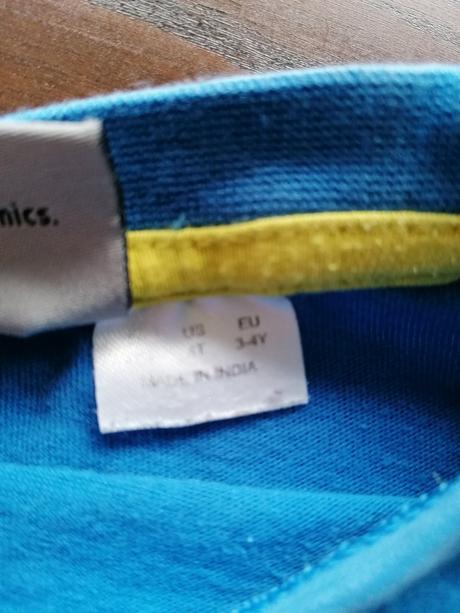 nics.
US EU
4T 3-4Y
MADE IN INDIA